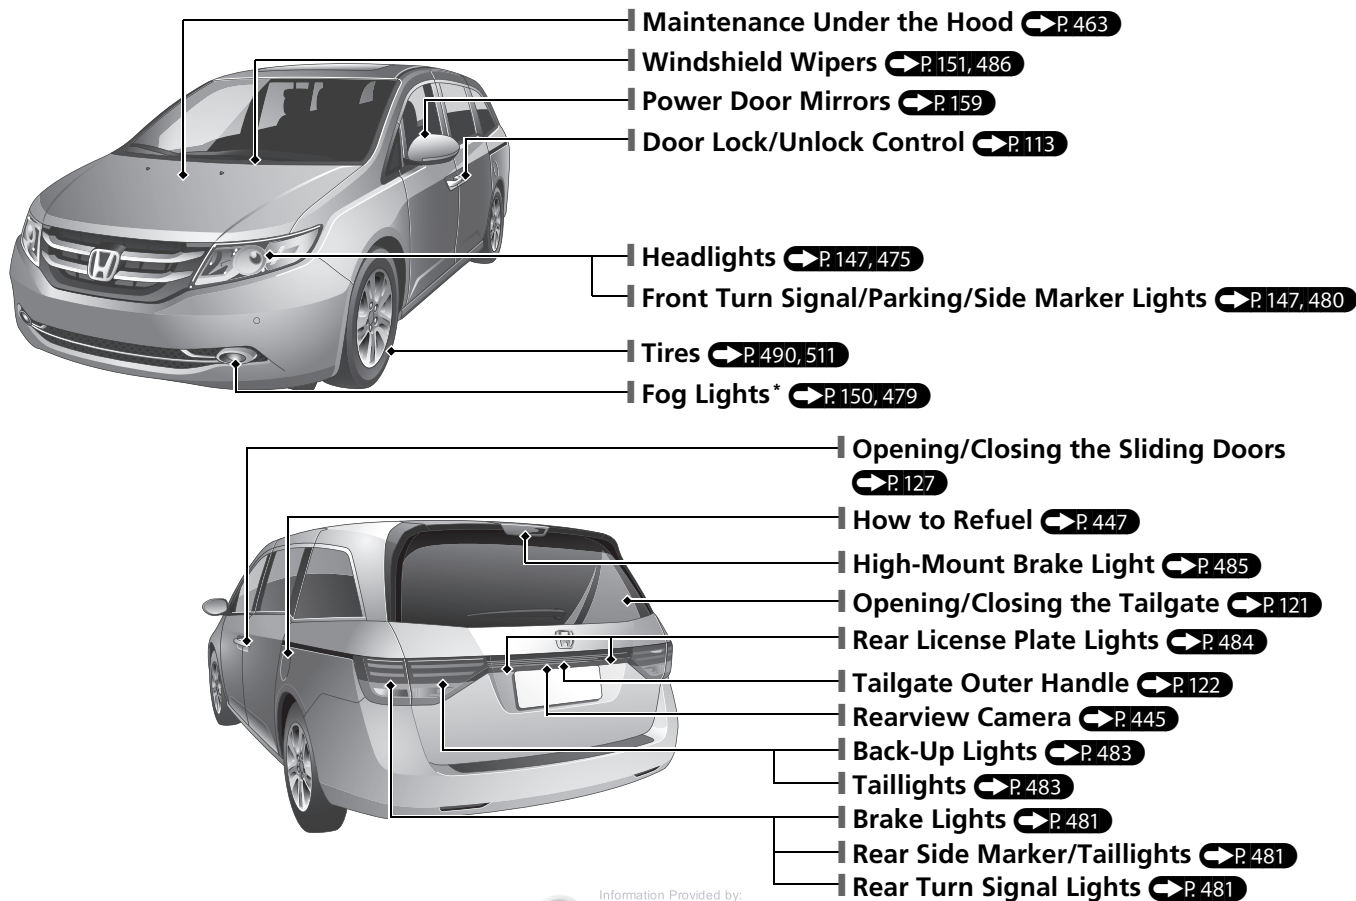 Maintenance Under the Hood P. 463
Windshield Wipers P. 151, 486
Power Door Mirrors P. 159
Door Lock/Unlock Control P. 113
Headlights P. 147, 475
Front Turn Signal/Parking/Side Marker Lights P. 147, 480
Tires P. 490, 511
Fog Lights* P. 150, 479
Opening/Closing the Sliding Doors
P. 127
How to Refuel P. 447
High-Mount Brake Light P. 485
Opening/Closing the Tailgate P. 121
Rear License Plate Lights P. 484
Tailgate Outer Handle P. 122
Rearview Camera P. 445
Back-Up Lights P. 483
Taillights P. 483
Brake Lights P. 481
Rear Side Marker/Taillights P. 481
Rear Turn Signal Lights P. 481
Information Provided by: